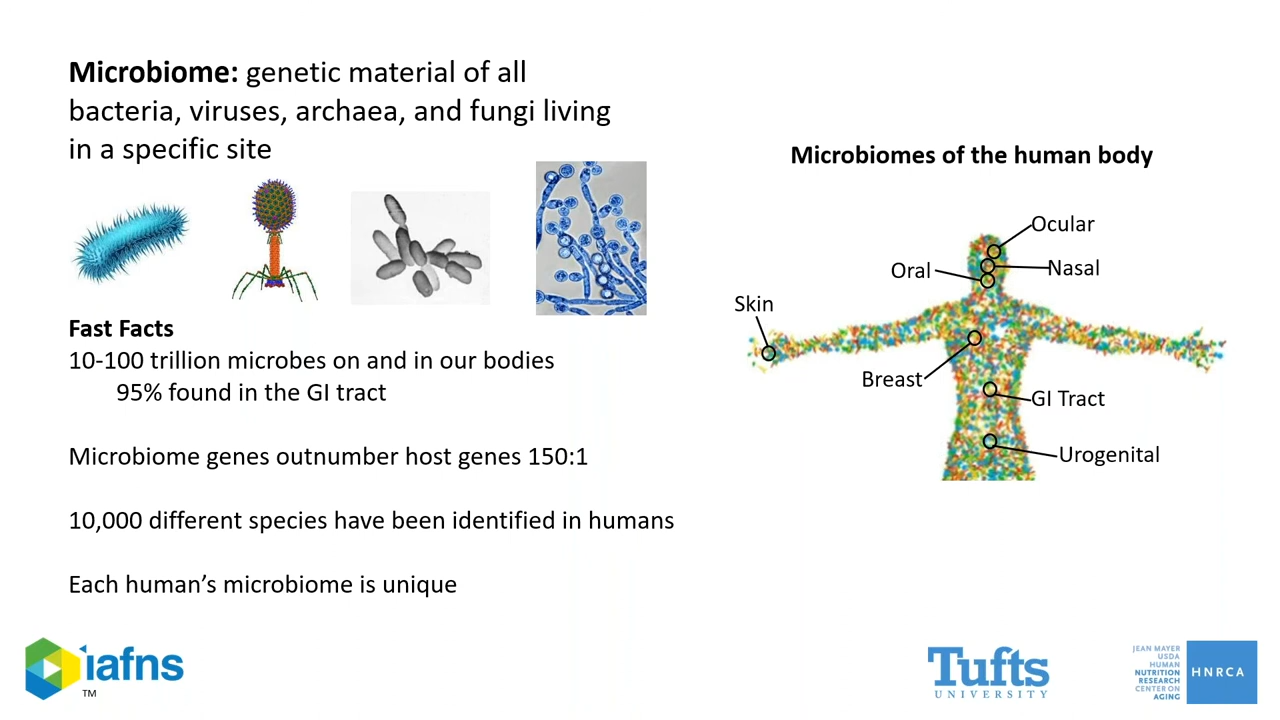 Microbiome: genetic material of all
bacteria, viruses, archaea, and fungi living
in a specific site
Fast Facts
10-100 trillion microbes on and in our bodies
95% found in the GI tract
Microbiome genes outnumber host genes 150:1
10,000 different species have been identified in humans
Each human’s microbiome is unique
Microbiomes of the human body
Ocular
Oral
Nasal
Skin
Breast
GI Tract
Urogenital
iafns
TM
Tufts
UNIVERSITY
JEAN MAYER
USDA
HUMAN
NUTRITION
RESEARCH
CENTER ON
AGING
HNRCA